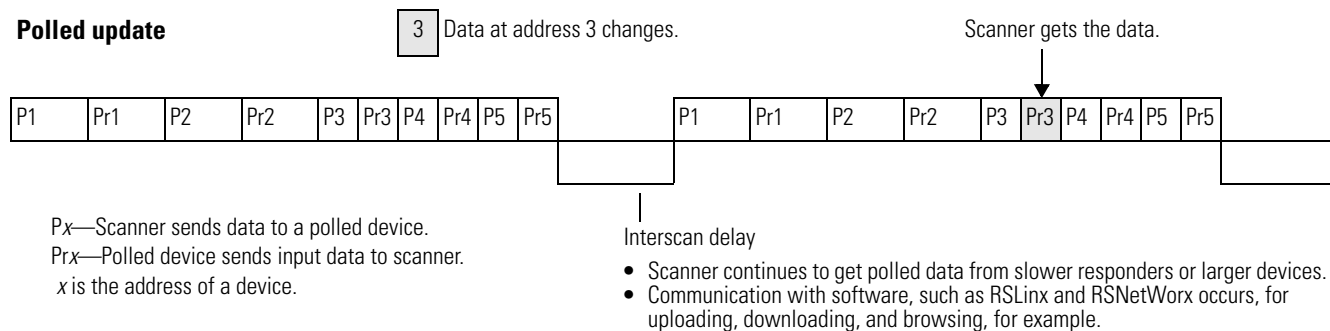 Polled update
3 Data at address 3 changes.
Scanner gets the data.
P1 Pr1 P2 Pr2 P3 Pr3 P4 Pr4 P5 Pr5 P1 Pr1 P2 Pr2 P3 Pr3 P4 Pr4 P5 Pr5
Px—Scanner sends data to a polled device.
Prx—Polled device sends input data to scanner.
x is the address of a device.
Interscan delay
• Scanner continues to get polled data from slower responders or larger devices.
• Communication with software, such as RSLinx and RSNetWorx occurs, for
uploading, downloading, and browsing, for example.